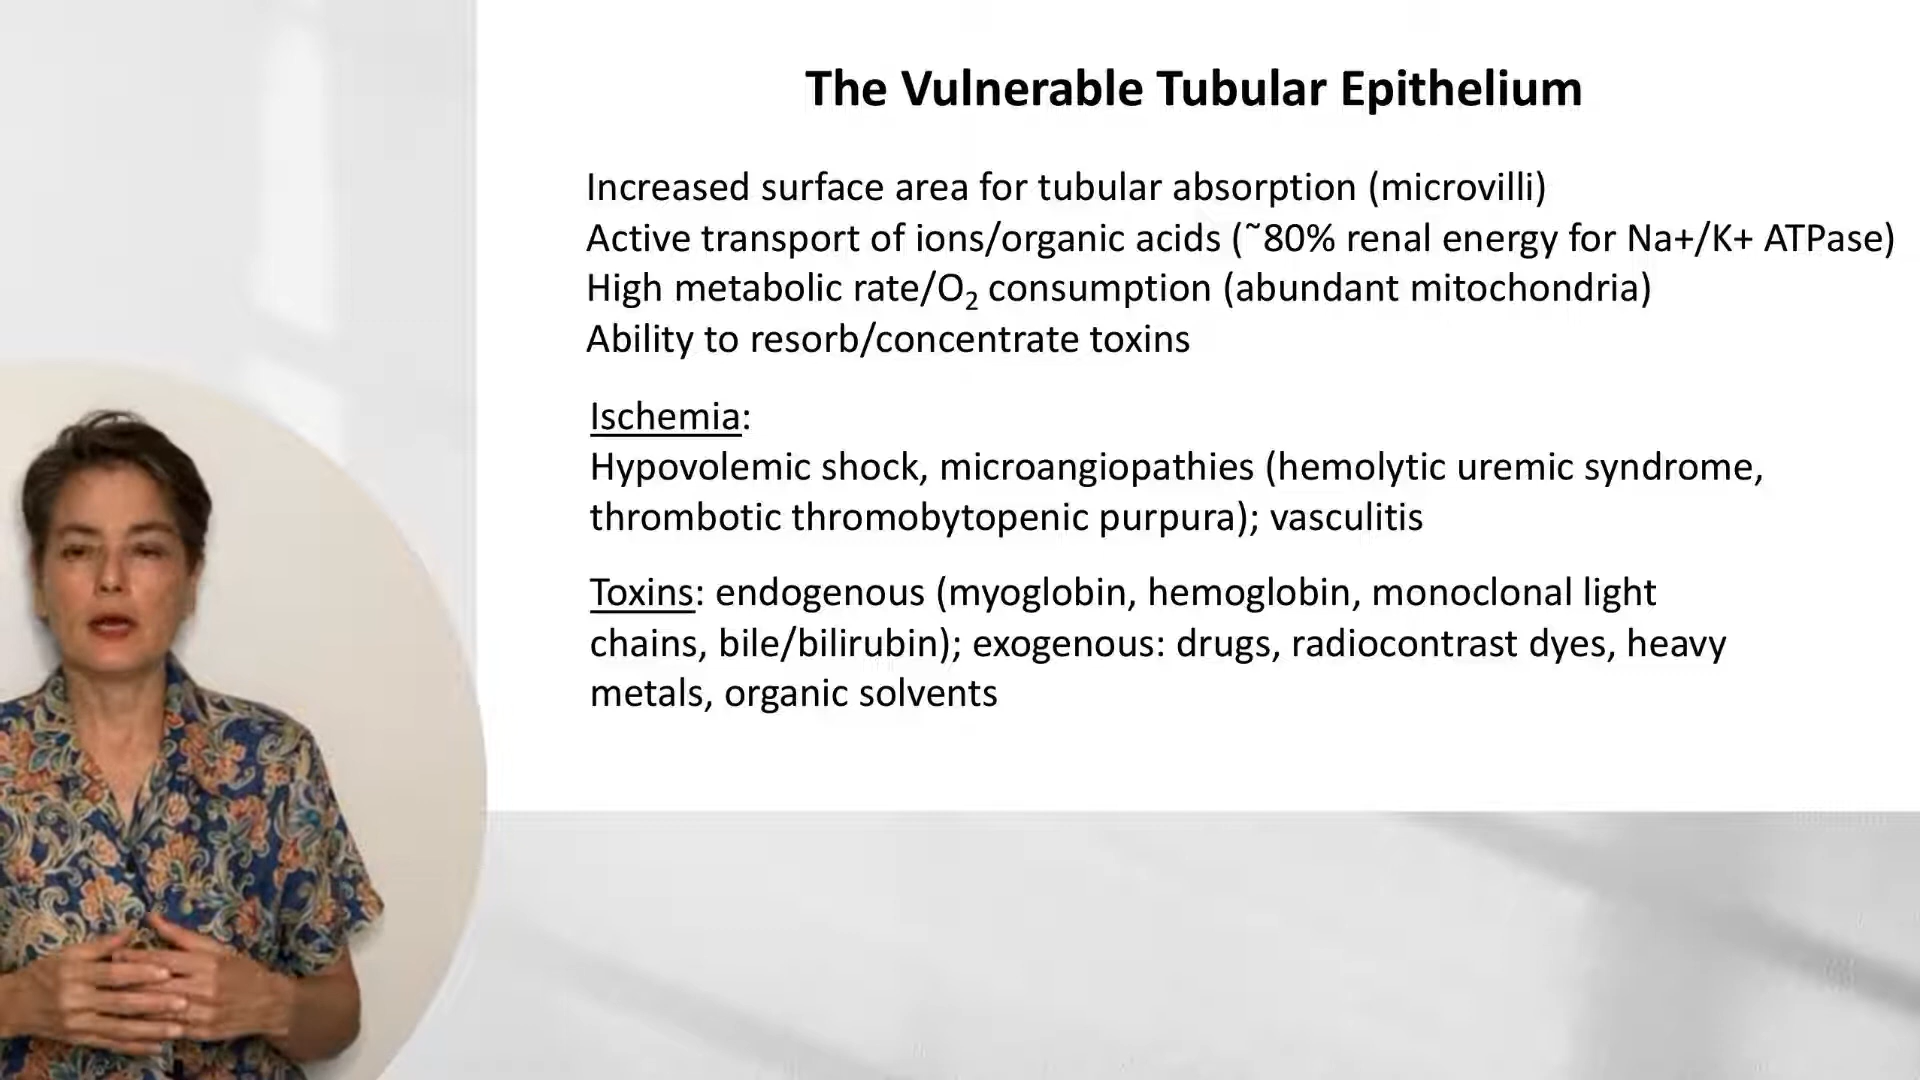 The Vulnerable Tubular Epithelium
Increased surface area for tubular absorption (microvilli)
Active transport of ions/organic acids (˜80% renal energy for Na+/K+ ATPase)
High metabolic rate/O₂ consumption (abundant mitochondria)
Ability to resorb/concentrate toxins
Ischemia:
Hypovolemic shock, microangiopathies (hemolytic uremic syndrome,
thrombotic thromobytopenic purpura); vasculitis
Toxins: endogenous (myoglobin, hemoglobin, monoclonal light
chains, bile/bilirubin); exogenous: drugs, radiocontrast dyes, heavy
metals, organic solvents